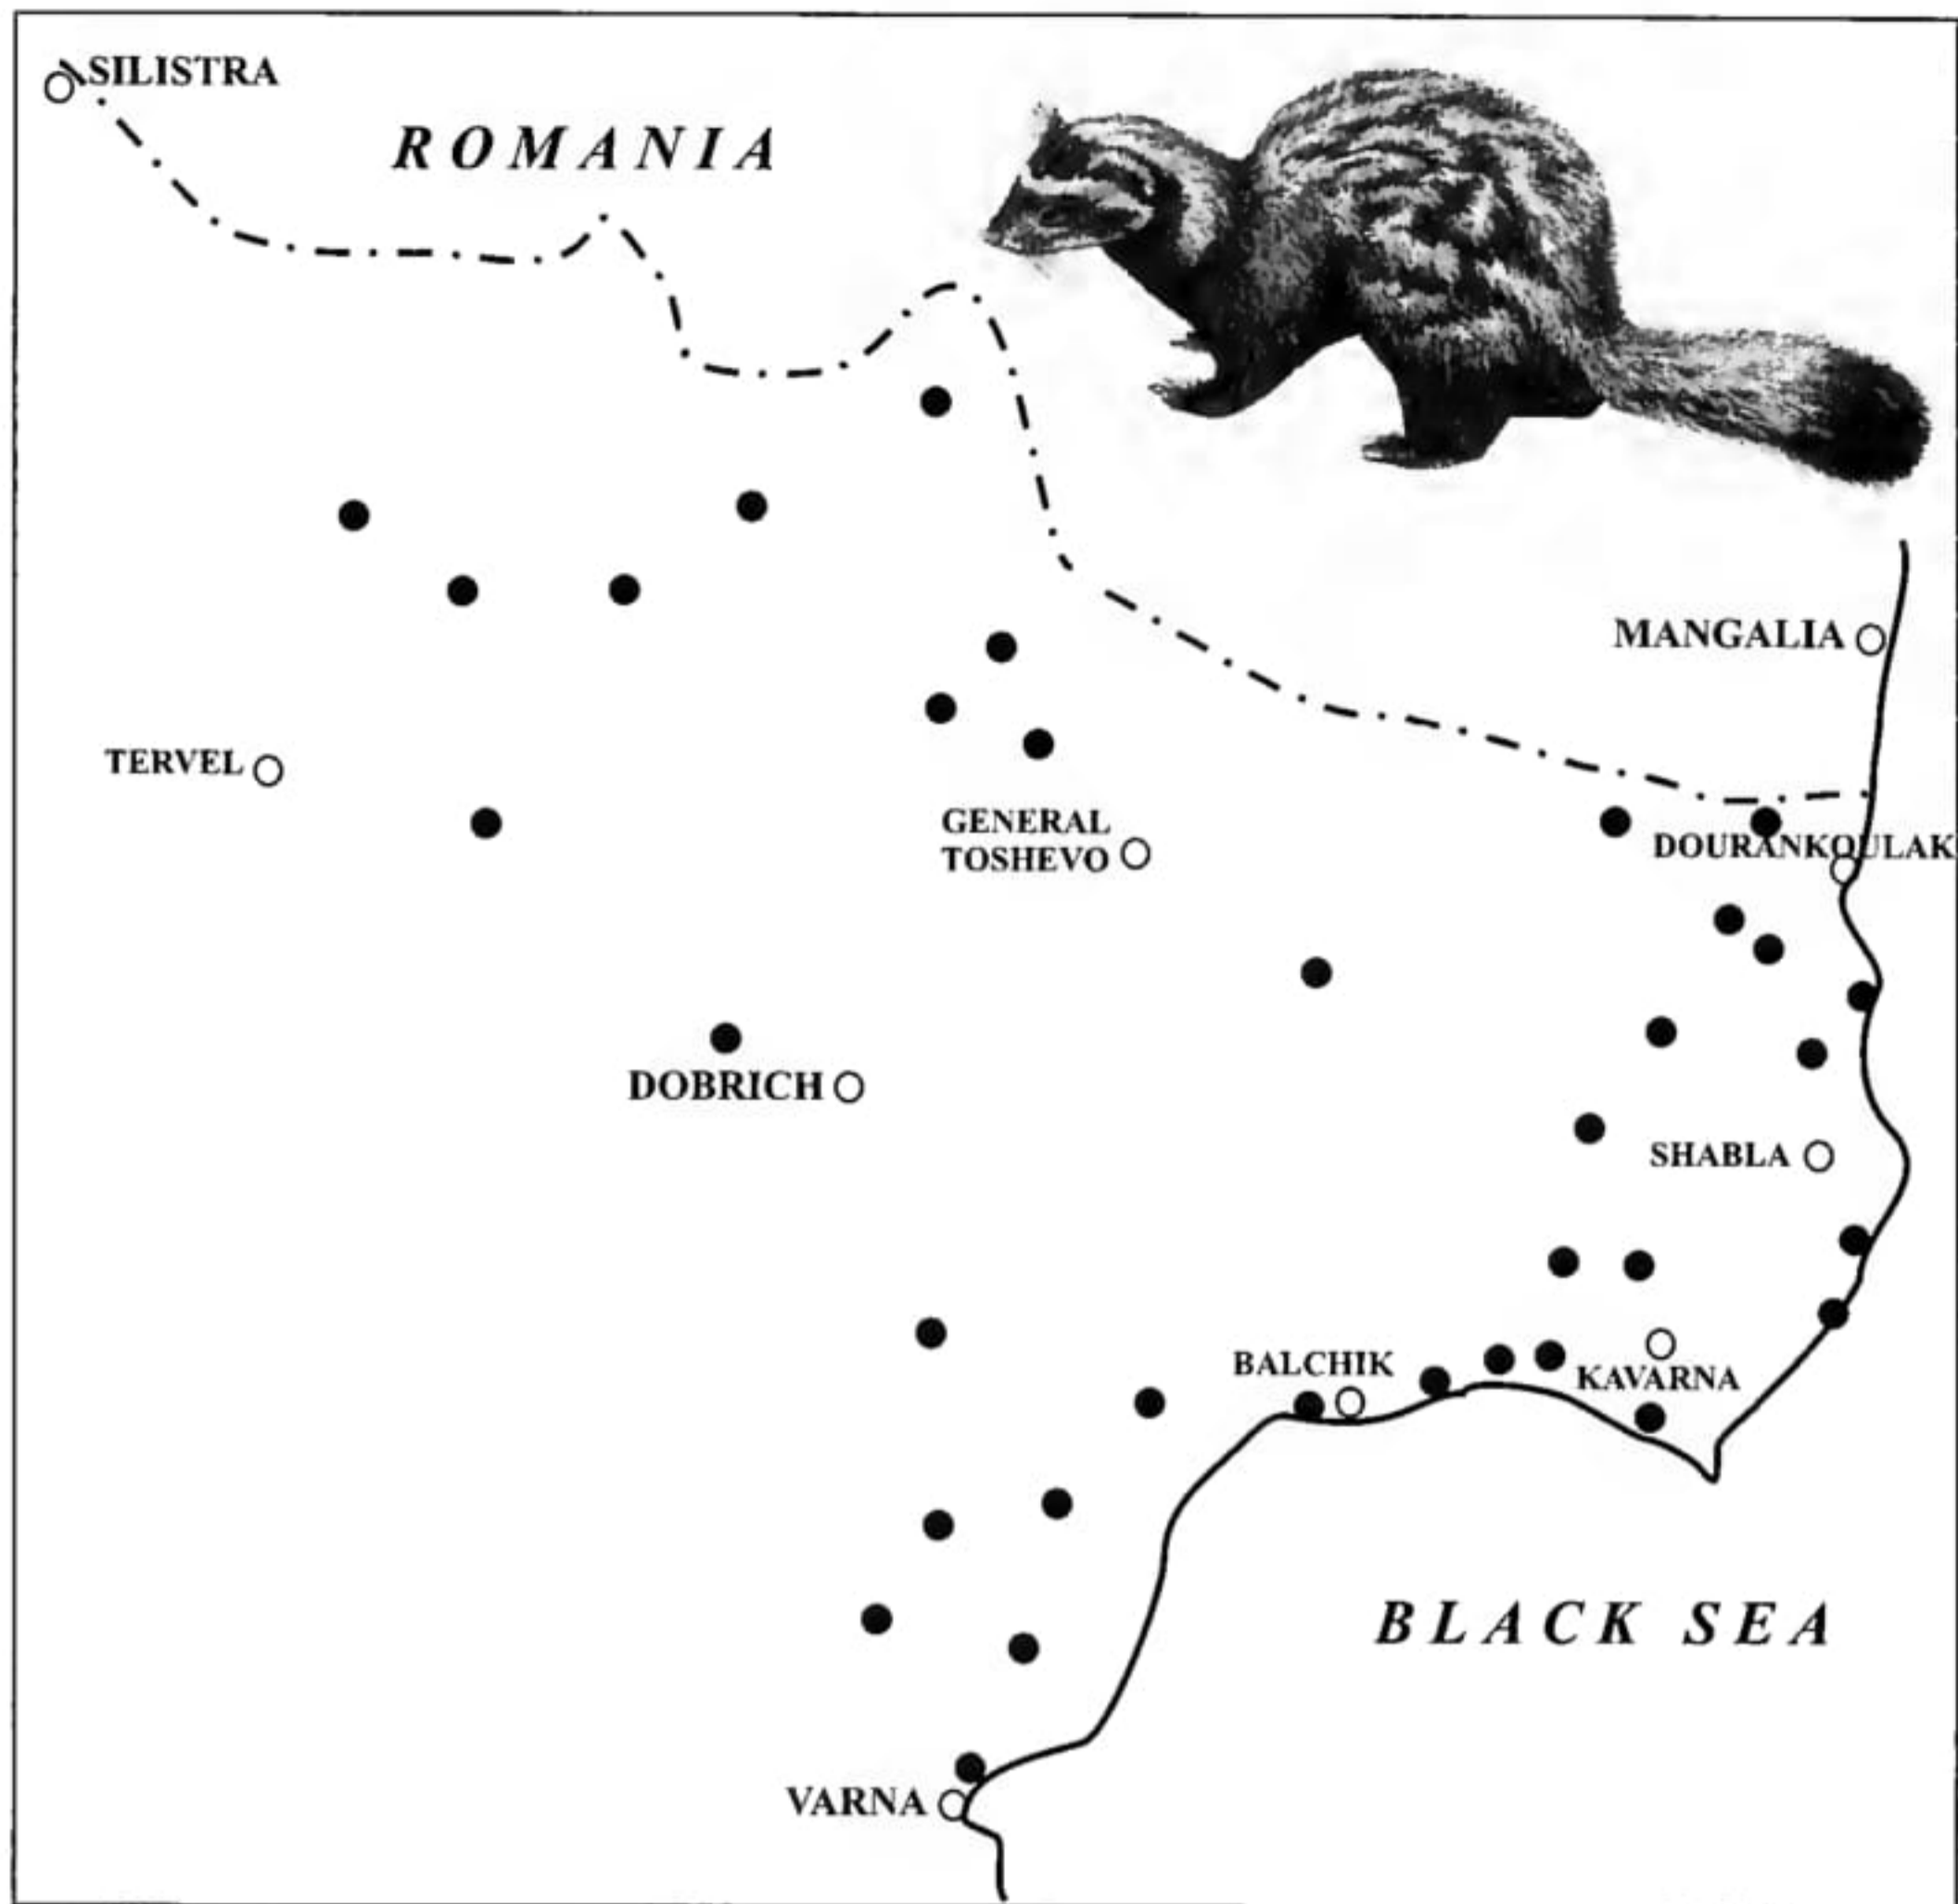 SILISTRA
ROMANIA
MANGALIA
TERVEL
GENERAL
TOSHEVO
DOURANKOULAK
DOBRICH
SHABLA
BALCHIK
KAVARNA
BLACK SEA
VARNA